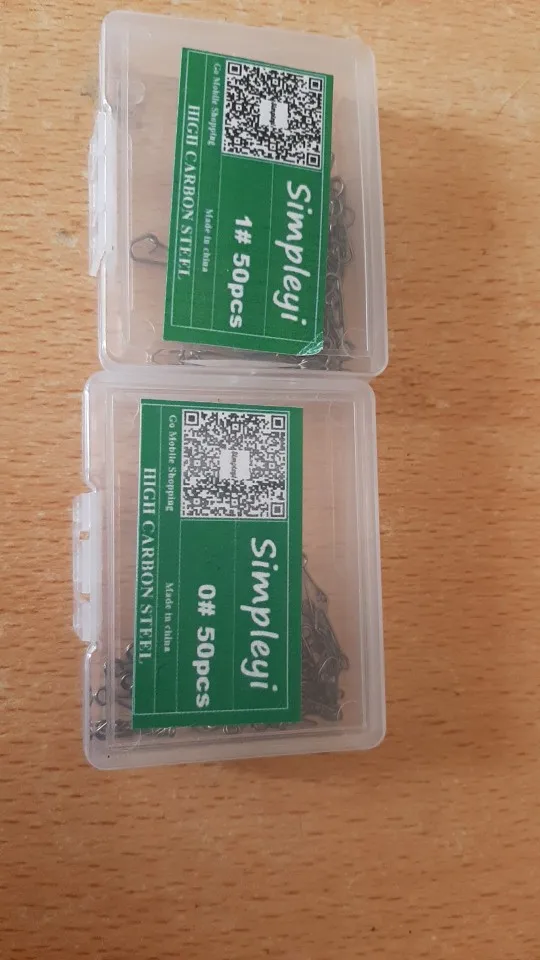 Simpleyi
1# 50pcs
Go Mobile Shopping
Made in china
HIGH CARBON STEEL
Simpleyi
0# 50pcs
Go Mobile Shopping
Made in china
HIGH CARBON STEEL